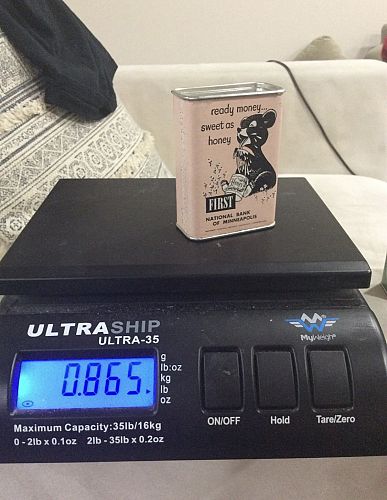 ready money...
sweet as
honey
FIRST
NATIONAL BANK
OF MINNEAPOLIS
ULTRASHIP
ULTRA-35
MyWeigh
0.865
g
lb:oz
kg
lb
oz
ON/OFF
Hold
Tare/Zero
Maximum Capacity:35lb/16kg
0 - 2lb x 0.1oz 2lb - 35lb x 0.2oz